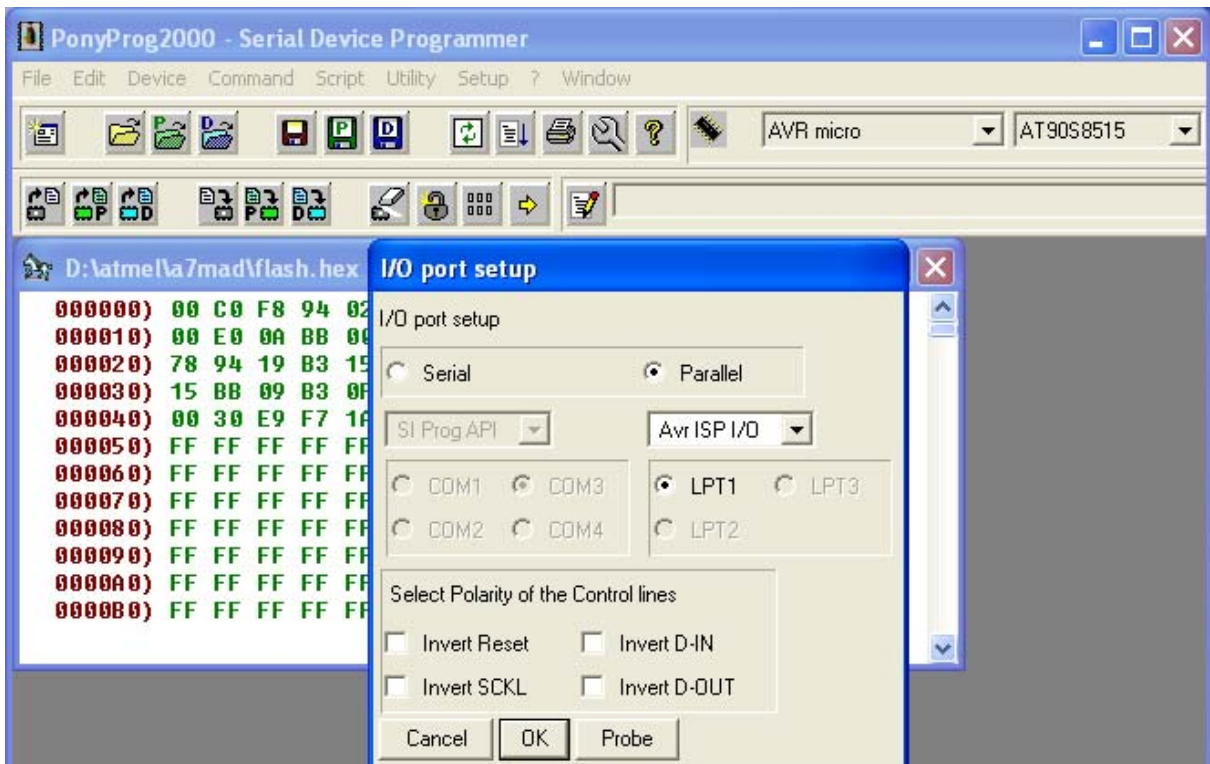 PonyProg2000 - Serial Device Programmer
File Edit Device Command Script Utility Setup ? Window
AVR micro AT90S8515
D:\atmel\a7mad\flash.hex
I/O port setup
000000) 00 C0 F8 94 02
000010) 00 E0 0A BB
000020) 78 94 19 B3 15
000030) 15 BB 09 B3
000040) 00 30 E9 F7
000050) FF FF FF FF FF
000060) FF FF FF FF FF
000070) FF FF FF FF FF
000080) FF FF FF FF FF
000090) FF FF FF FF FF
0000A0) FF FF FF FF FF
0000B0) FF FF FF FF FF
I/O port setup
Serial Parallel
SI Prog API Avr ISP I/O
COM1 COM3 LPT1 LPT3
COM2 COM4 LPT2
Select Polarity of the Control lines
Invert Reset Invert D-IN
Invert SCKL Invert D-OUT
Cancel OK Probe